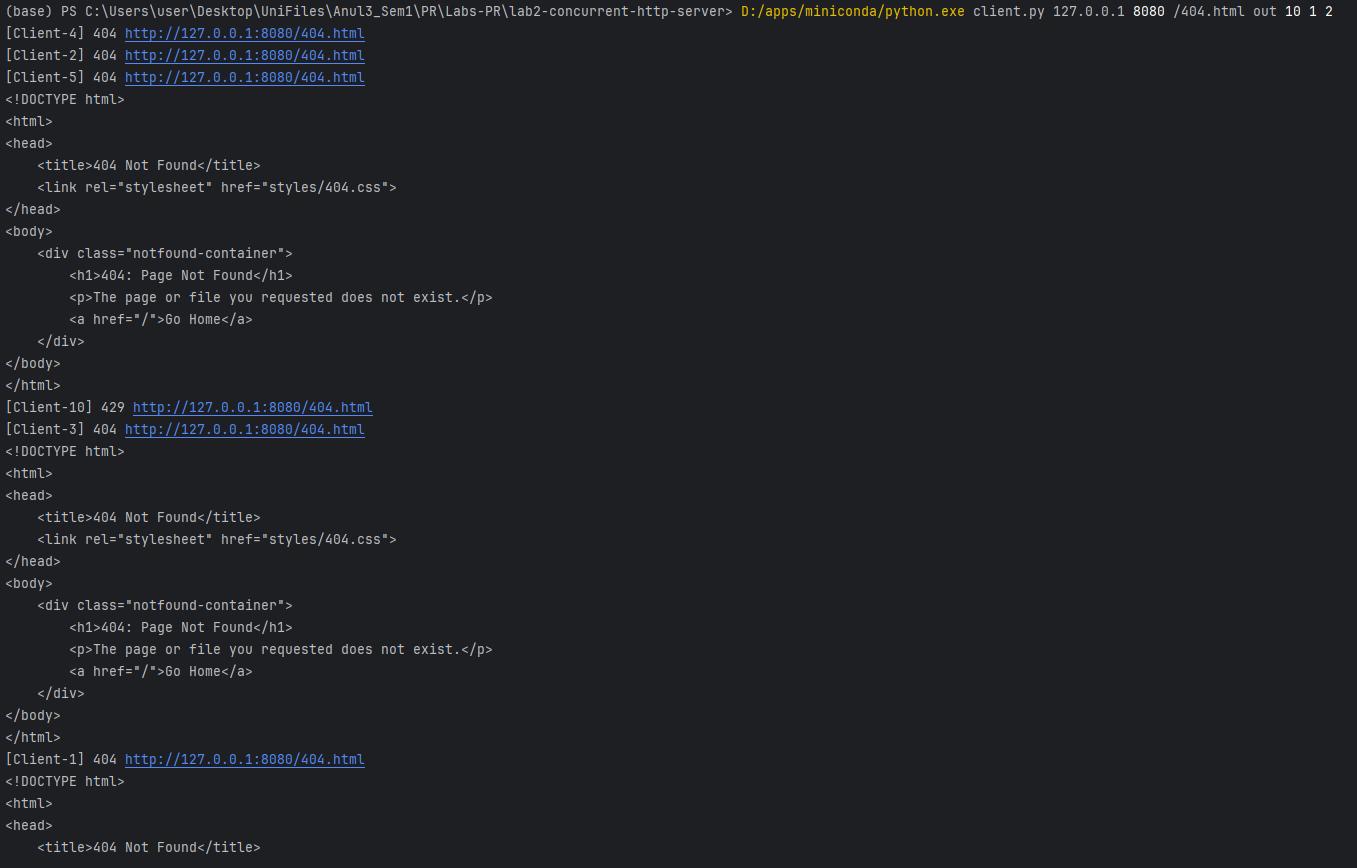 (base) PS C:\Users\user\Desktop\UniFiles\Anul3_Sem1\PR\Labs-PR\lab2-concurrent-http-server> D:/apps/miniconda/python.exe client.py 127.0.0.1 8080 /404.html out 10 1 2
[Client-4] 404 http://127.0.0.1:8080/404.html
[Client-2] 404 http://127.0.0.1:8080/404.html
[Client-5] 404 http://127.0.0.1:8080/404.html
<!DOCTYPE html>
<html>
<head>
    <title>404 Not Found</title>
    <link rel="stylesheet" href="styles/404.css">
</head>
<body>
    <div class="notfound-container">
        <h1>404: Page Not Found</h1>
        <p>The page or file you requested does not exist.</p>
        <a href="/">Go Home</a>
    </div>
</body>
</html>
[Client-10] 429 http://127.0.0.1:8080/404.html
[Client-3] 404 http://127.0.0.1:8080/404.html
<!DOCTYPE html>
<html>
<head>
    <title>404 Not Found</title>
    <link rel="stylesheet" href="styles/404.css">
</head>
<body>
    <div class="notfound-container">
        <h1>404: Page Not Found</h1>
        <p>The page or file you requested does not exist.</p>
        <a href="/">Go Home</a>
    </div>
</body>
</html>
[Client-1] 404 http://127.0.0.1:8080/404.html
<!DOCTYPE html>
<html>
<head>
    <title>404 Not Found</title>